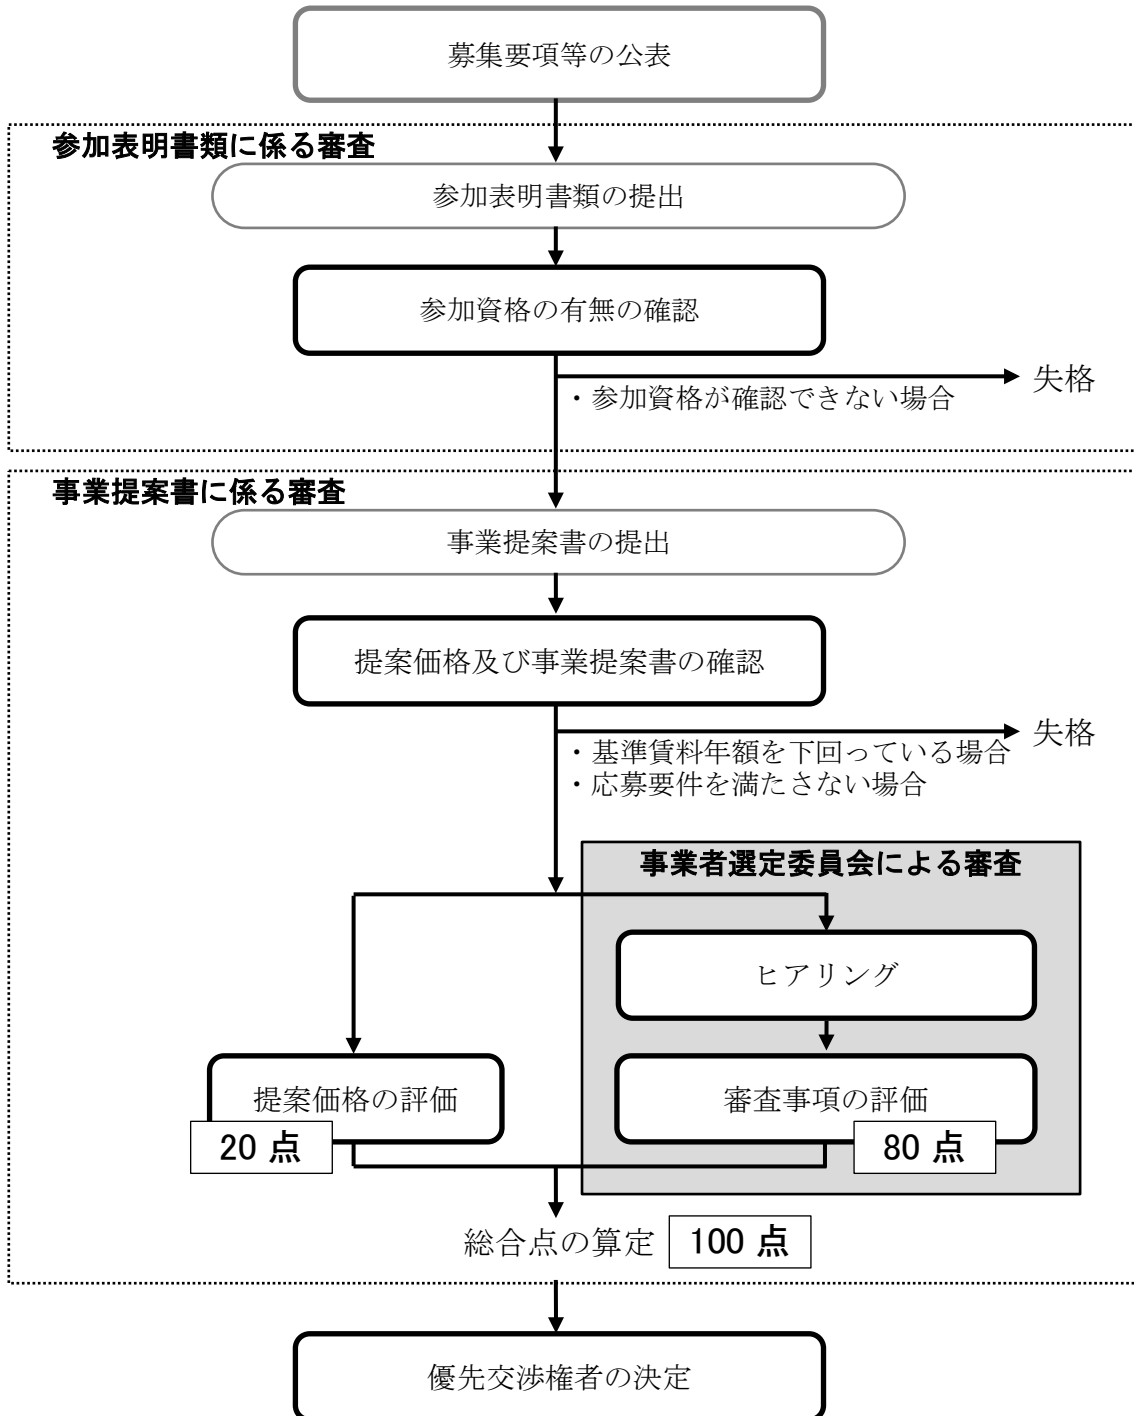 募集要項等の公表
参加表明書類に係る審査
参加表明書類の提出
参加資格の有無の確認
失格
・参加資格が確認できない場合
事業提案書に係る審査
事業提案書の提出
提案価格及び事業提案書の確認
失格
・基準賃料年額を下回っている場合
・応募要件を満たさない場合
事業者選定委員会による審査
ヒアリング
提案価格の評価
20 点
審査事項の評価
80 点
総合点の算定
100 点
優先交渉権者の決定